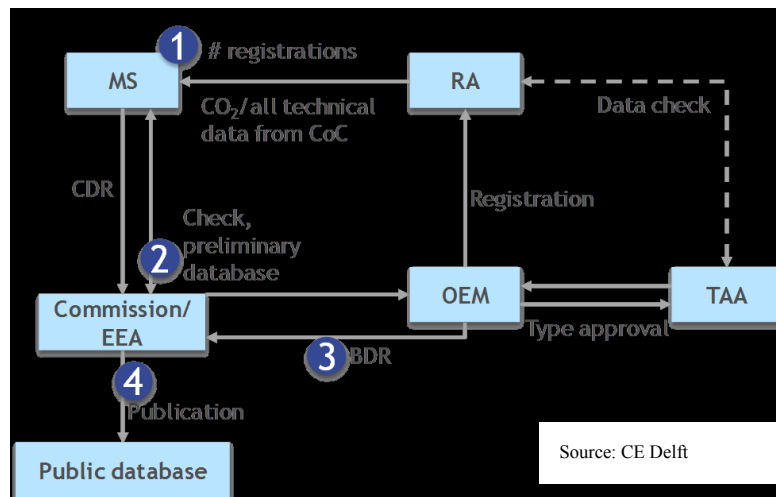 1
# registrations
MS
RA
CO₂/all technical
data from CoC
Data check
CDR
Registration
Check,
preliminary
database
2
Commission/
EEA
OEM
TAA
Type approval
3
BDR
4
Publication
Public database
Source: CE Delft